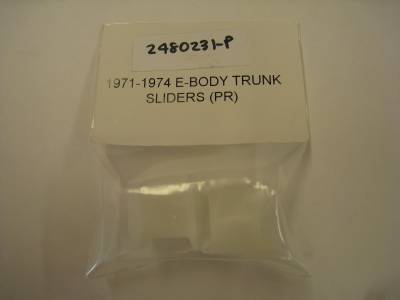 2480231-P
1971-1974 E-BODY TRUNK
SLIDERS (PR)